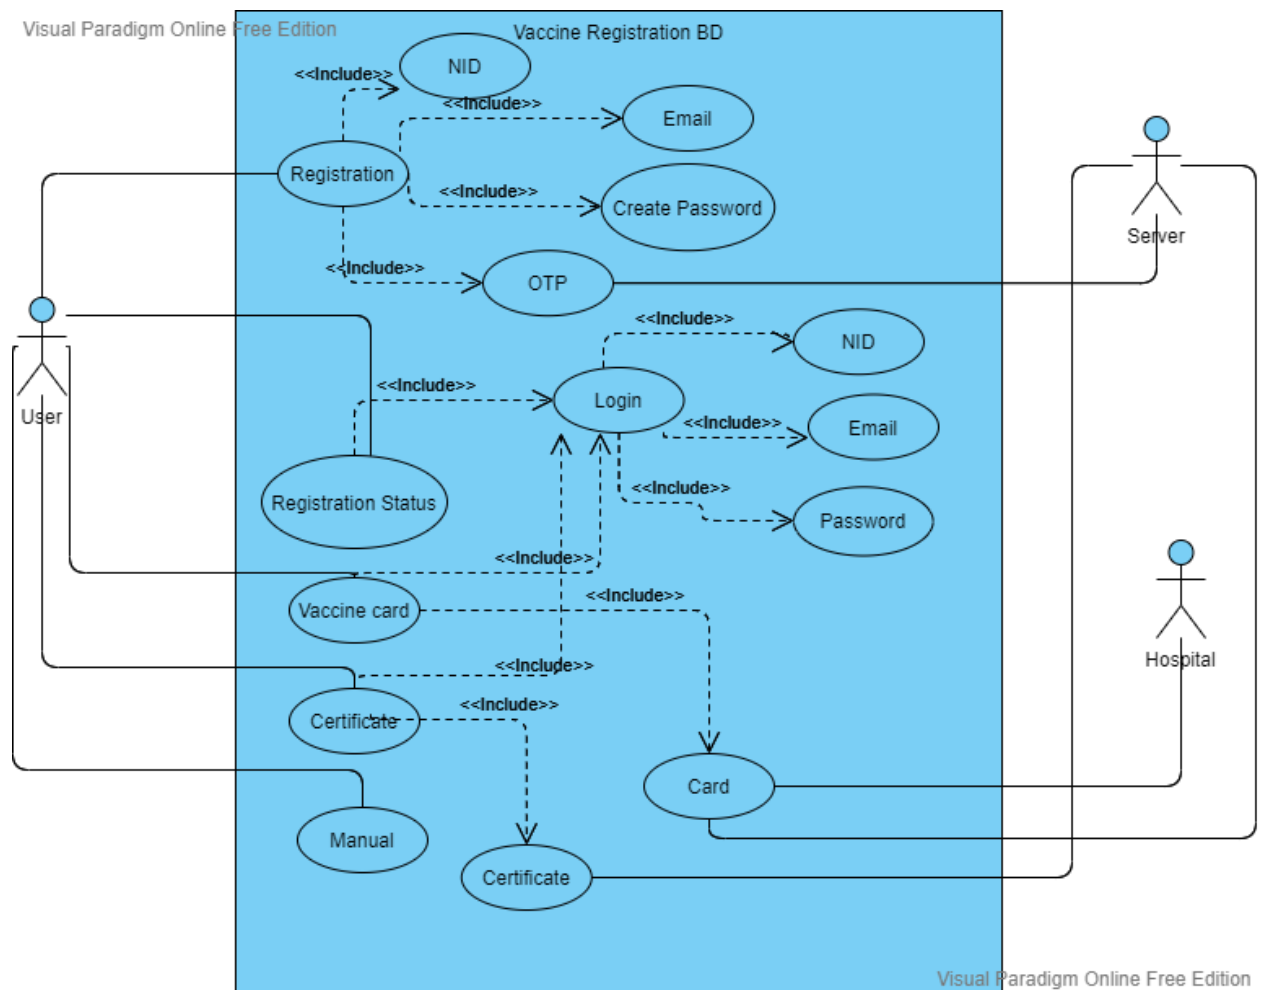 Visual Paradigm Online Free Edition
Vaccine Registration BD
<<Include>>
NID
<<Include>>
Email
Registration
<<Include>>
Create Password
<<Include>>
OTP
Server
<<Include>>
NID
User
<<Include>>
Login
<<Include>>
Email
Registration Status
<<Include>>
Password
<<Include>>
Vaccine card
<<Include>>
Hospital
<<Include>>
Certificate
<<Include>>
Card
Manual
Certificate
Visual Paradigm Online Free Edition